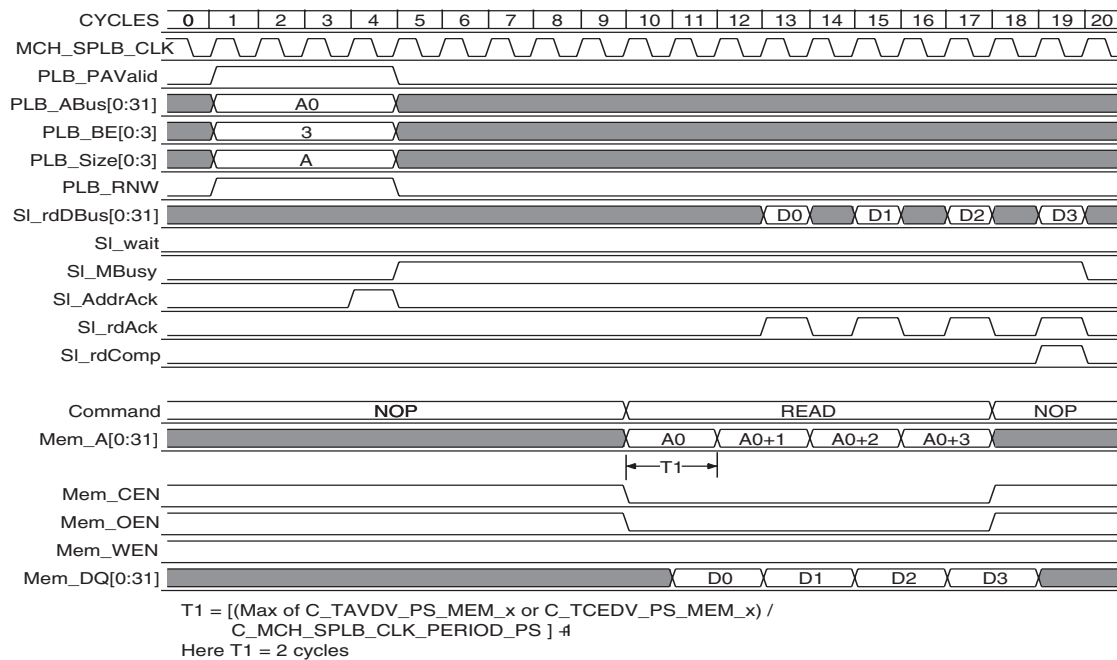 CYCLES 0 1 2 3 4 5 6 7 8 9 10 11 12 13 14 15 16 17 18 19 20
MCH_SPLB_CLK
PLB_PAValid
PLB_ABus[0:31] A0
PLB_BE[0:3] 3
PLB_Size[0:3] A
PLB_RNW
Sl_rdDBus[0:31] D0 D1 D2 D3
Sl_wait
Sl_MBusy
Sl_AddrAck
Sl_rdAck
Sl_rdComp
Command NOP READ NOP
Mem_A[0:31] A0 A0+1 A0+2 A0+3
T1
Mem_CEN
Mem_OEN
Mem_WEN
Mem_DQ[0:31] D0 D1 D2 D3
T1 = [(Max of C_TAVDV_PS_MEM_x or C_TCEDV_PS_MEM_x) /
C_MCH_SPLB_CLK_PERIOD_PS ] +1
Here T1 = 2 cycles